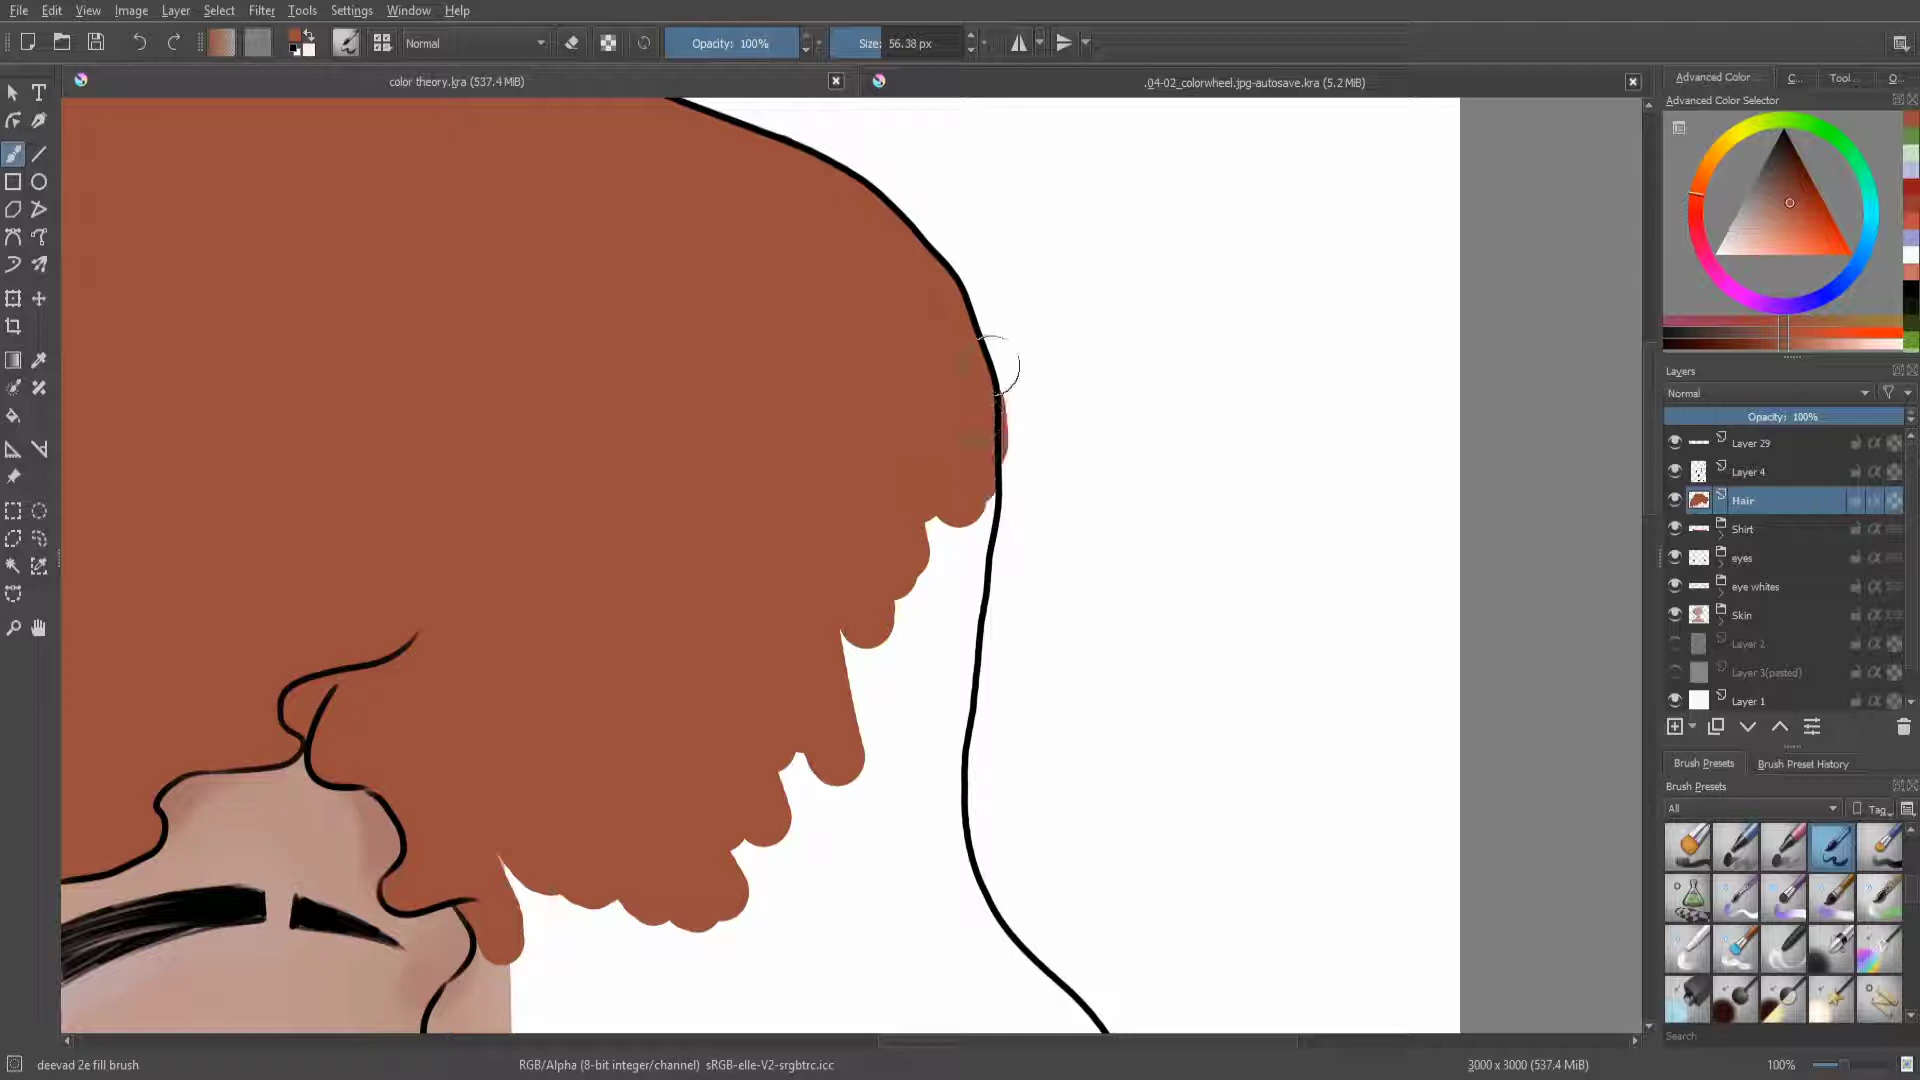 File Edit View Image Layer Select Filter Tools Settings Window Help
Normal Opacity: 100% Size: 56.38 px
color theory.kra (537.4 MiB) .04-02_colorwheel.jpg-autosave.kra (5.2 MiB)
Advanced Color C... Tool... O...
Advanced Color Selector
Layers
Normal
Opacity: 100%
Layer 29
Layer 4
Hair
Shirt
eyes
eye whites
Skin
Layer 2
Layer 3(pasted)
Layer 1
Brush Presets Brush Preset History
Brush Presets
All Tag
Search
deevad 2e fill brush RGB/Alpha (8-bit integer/channel) sRGB-elle-V2-srgbtrc.icc 3000 x 3000 (537.4 MiB) 100%